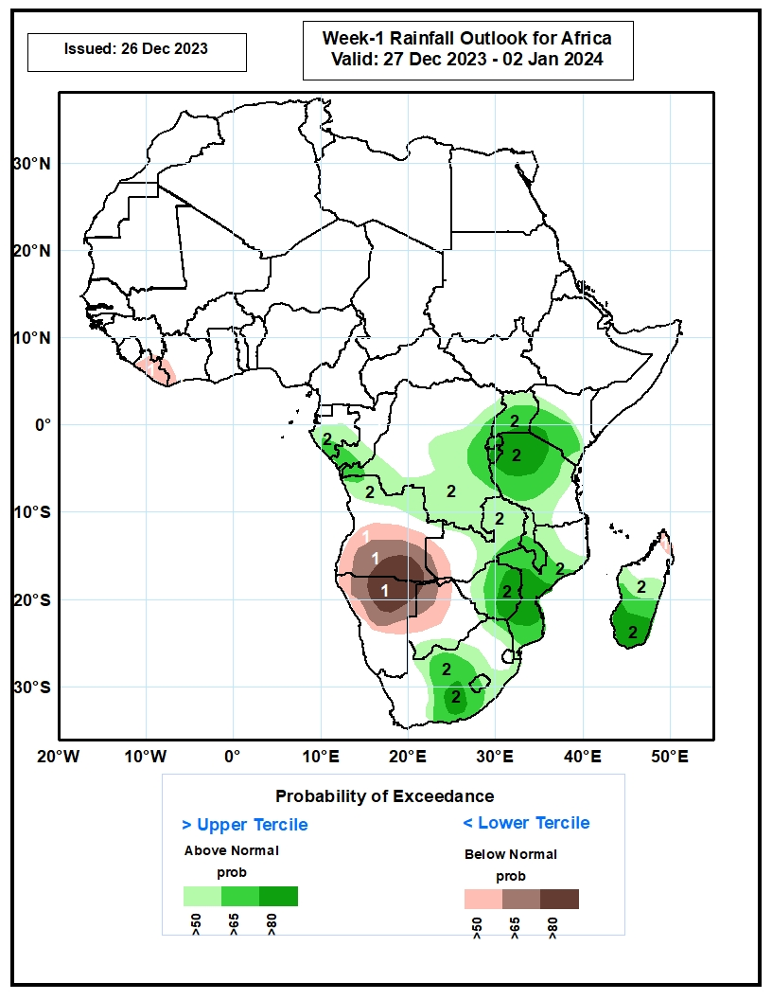 Issued: 26 Dec 2023
Week-1 Rainfall Outlook for Africa
Valid: 27 Dec 2023 - 02 Jan 2024
30°N
20°N
10°N
1
0°
2
2
2
2
2
10°S
2
1
1
2
1
2
2
20°S
2
2
30°S
2
20°W
10°W
0°
10°E
20°E
30°E
40°E
50°E
Probability of Exceedance
> Upper Tercile
< Lower Tercile
Above Normal
Below Normal
prob
prob
>50
>65
>80
>50
>65
>80